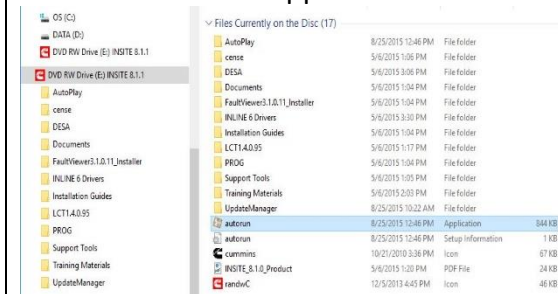 OS (C:)
DATA (D:)
DVD RW Drive (E:) INSITE 8.1.1
DVD RW Drive (E:) INSITE 8.1.1
AutoPlay
cense
DESA
Documents
FaultViewer3.1.0.11_Installer
INLINE 6 Drivers
Installation Guides
LCT1.4.0.95
PROG
Support Tools
Training Materials
UpdateManager
Files Currently on the Disc (17)
AutoPlay 8/25/2015 12:46 PM File folder
cense 5/6/2015 1:06 PM File folder
DESA 5/6/2015 3:06 PM File folder
Documents 5/6/2015 1:04 PM File folder
FaultViewer3.1.0.11_Installer 5/6/2015 1:04 PM File folder
INLINE 6 Drivers 5/6/2015 3:30 PM File folder
Installation Guides 5/6/2015 1:04 PM File folder
LCT1.4.0.95 5/6/2015 1:17 PM File folder
PROG 5/6/2015 1:04 PM File folder
Support Tools 5/6/2015 1:05 PM File folder
Training Materials 5/6/2015 2:03 PM File folder
UpdateManager 8/25/2015 10:22 AM File folder
autorun 8/25/2015 12:46 PM Application 844 KB
autorun 8/25/2015 12:46 PM Setup Information 1 KB
cummins 10/21/2010 3:36 PM Icon 67 KB
INSITE_8.1.0_Product 5/6/2015 1:20 PM PDF File 24 KB
randwC 12/5/2013 4:45 PM Icon 46 KB